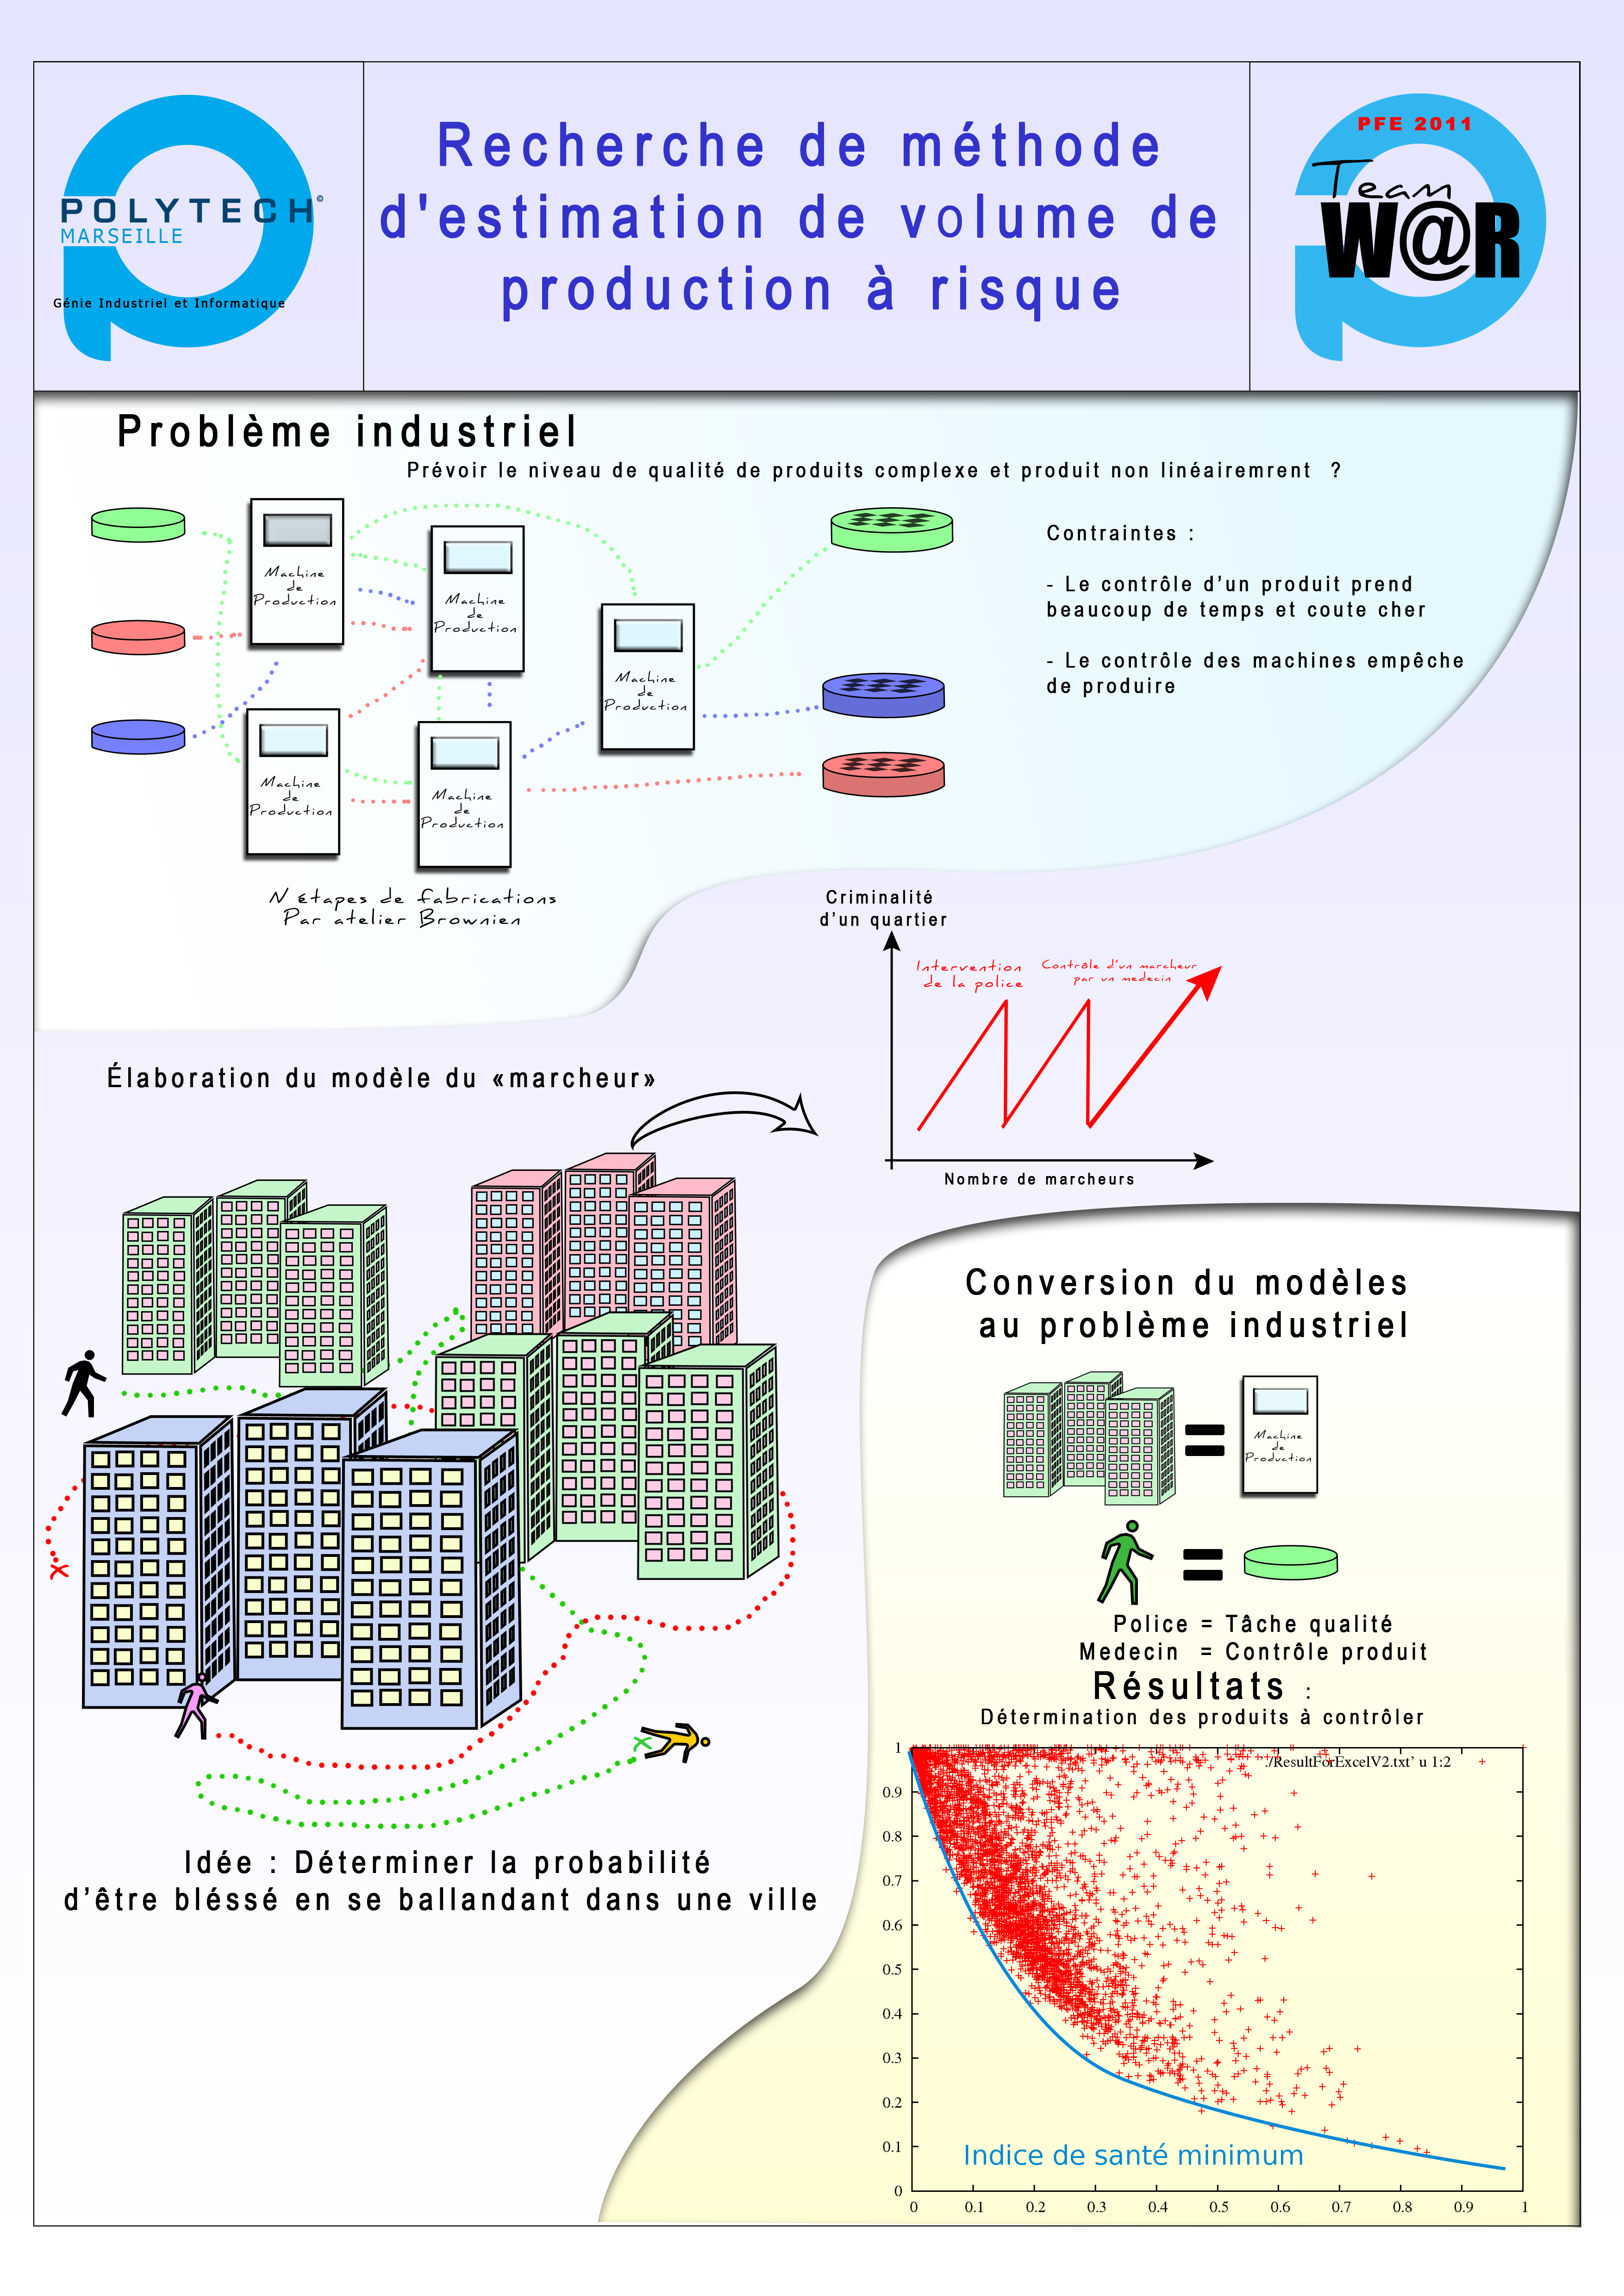 POLYTECH©
MARSEILLE
Génie Industriel et Informatique
Recherche de méthode
d'estimation de volume de
production à risque
PFE 2011
Team
W@R
Problème industriel
Prévoir le niveau de qualité de produits complexe et produit non linéairemrent ?
Machine
de
Production
Machine
de
Production
Machine
de
Production
Machine
de
Production
Machine
de
Production
Contraintes :
- Le contrôle d'un produit prend
beaucoup de temps et coute cher
- Le contrôle des machines empêche
de produire
N étapes de fabrications
Par atelier Brownien
Criminalité
d'un quartier
Intervention
de la police
Contrôle d'un marcheur
par un medecin
Nombre de marcheurs
Élaboration du modèle du «marcheur»
Idée : Déterminer la probabilité
d'être bléssé en se ballandant dans une ville
Conversion du modèles
au problème industriel
Machine
de
Production
Police = Tâche qualité
Medecin = Contrôle produit
Résultats :
Détermination des produits à contrôler
'./ResultForExcelV2.txt' u 1:2
1
0.9
0.8
0.7
0.6
0.5
0.4
0.3
0.2
0.1
0
Indice de santé minimum
0 0.1 0.2 0.3 0.4 0.5 0.6 0.7 0.8 0.9 1